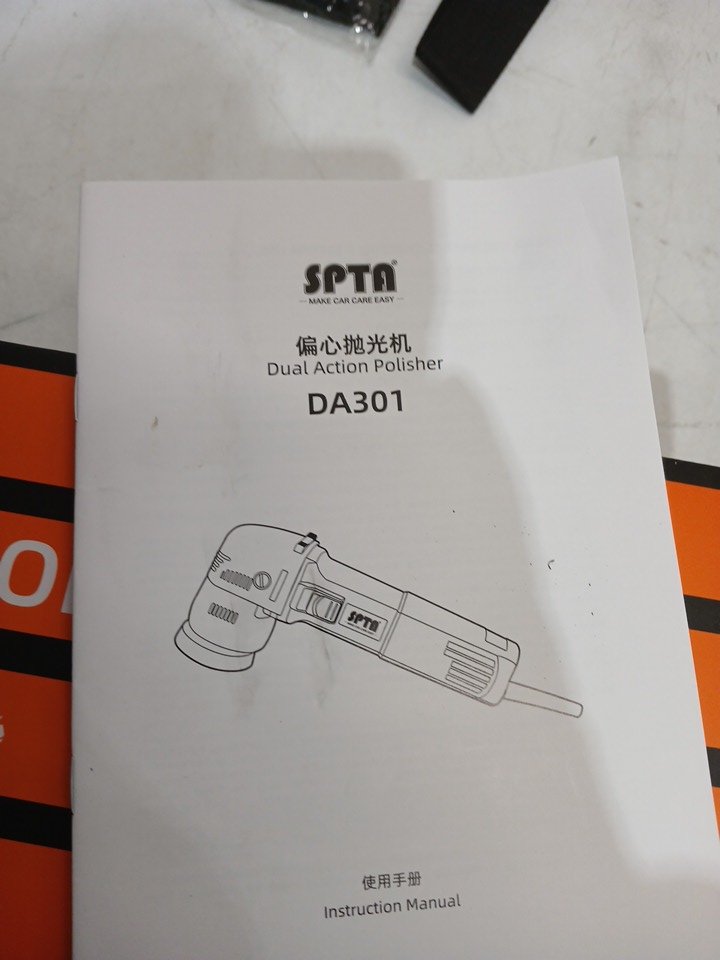 SPTA®
MAKE CAR CARE EASY
偏心抛光机
Dual Action Polisher
DA301
SPTA
使用手册
Instruction Manual